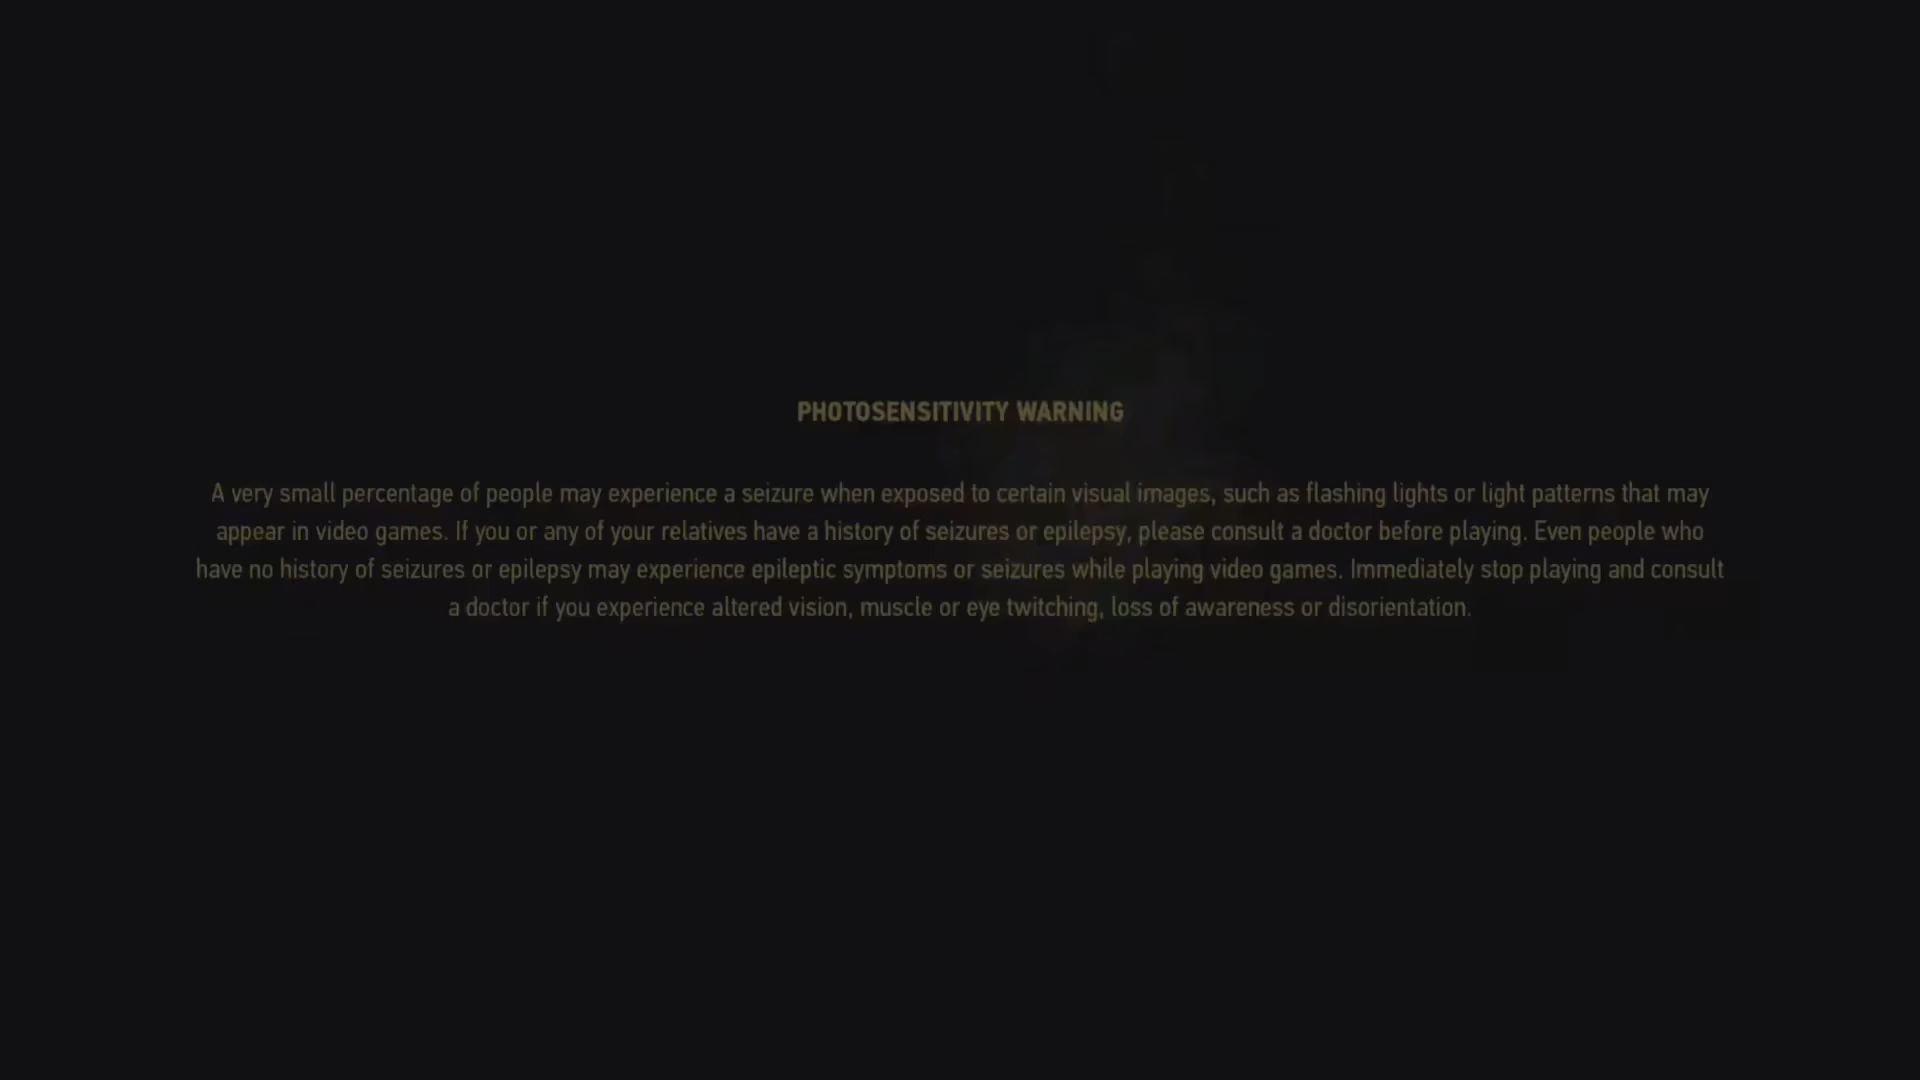 PHOTOSENSITIVITY WARNING
A very small percentage of people may experience a seizure when exposed to certain visual images, such as flashing lights or light patterns that may
appear in video games. If you or any of your relatives have a history of seizures or epilepsy, please consult a doctor before playing. Even people who
have no history of seizures or epilepsy may experience epileptic symptoms or seizures while playing video games. Immediately stop playing and consult
a doctor if you experience altered vision, muscle or eye twitching, loss of awareness or disorientation.